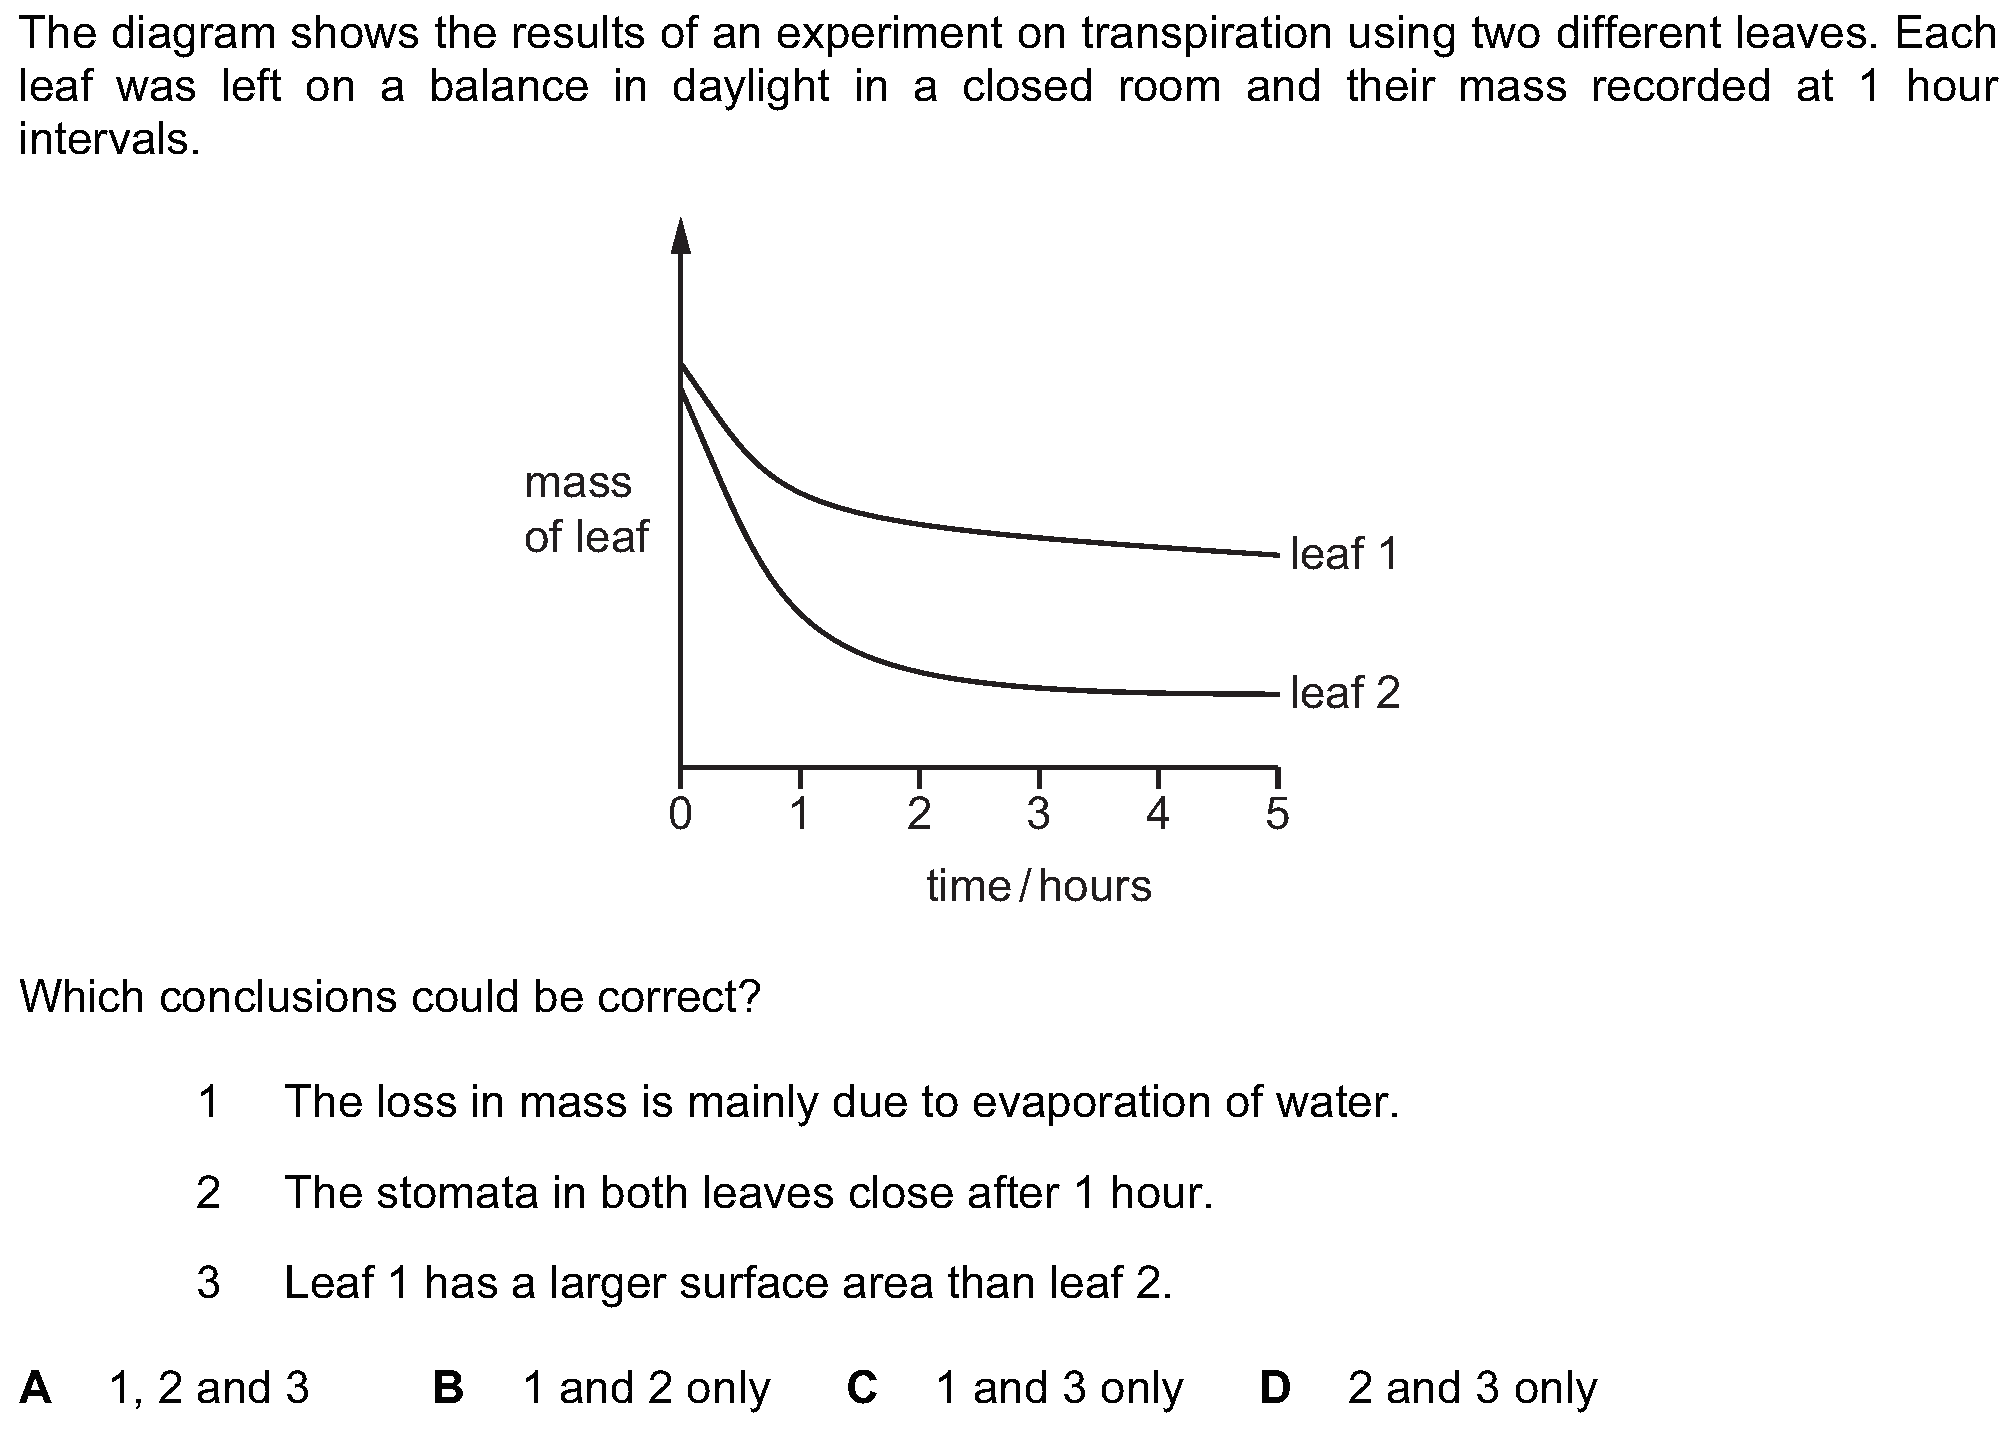 The diagram shows the results of an experiment on transpiration using two different leaves. Each
leaf was left on a balance in daylight in a closed room and their mass recorded at 1 hour
intervals.
mass
of leaf
leaf 1
leaf 2
0 1 2 3 4 5
time / hours
Which conclusions could be correct?
1 The loss in mass is mainly due to evaporation of water.
2 The stomata in both leaves close after 1 hour.
3 Leaf 1 has a larger surface area than leaf 2.
A 1, 2 and 3 B 1 and 2 only C 1 and 3 only D 2 and 3 only